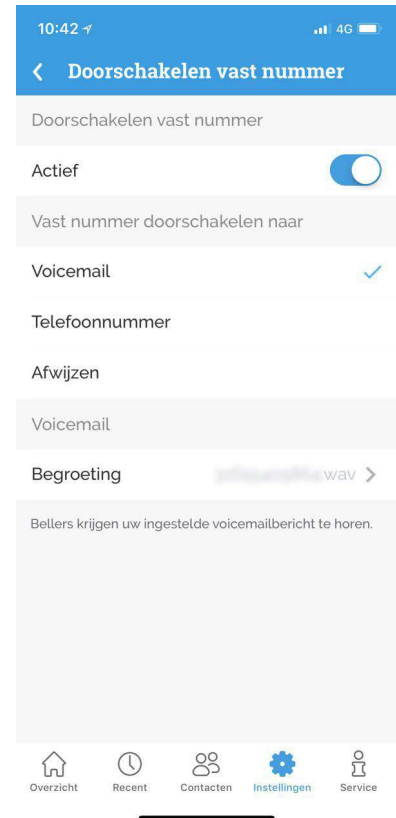 10:42 4G
Doorschakelen vast nummer
Doorschakelen vast nummer
Actief
Vast nummer doorschakelen naar
Voicemail
Telefoonnummer
Afwijzen
Voicemail
Begroeting wav
Bellers krijgen uw ingestelde voicemailbericht te horen.
Overzicht Recent Contacten Instellingen Service